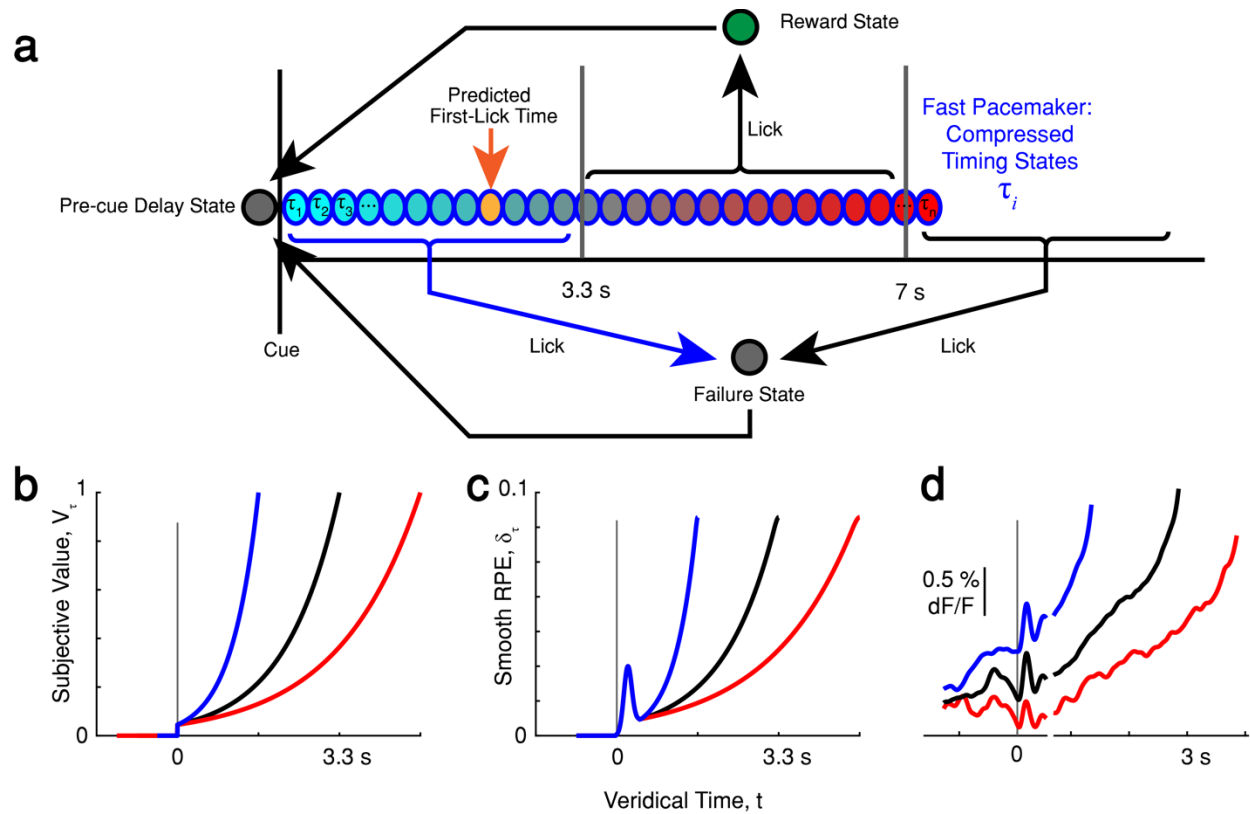 a
Reward State
Predicted
First-Lick Time
Lick
Fast Pacemaker:
Compressed
Timing States
τi
Pre-cue Delay State
τ1 τ2 τ3 ... ... τn
3.3 s
7 s
Cue
Lick
Lick
Failure State
b
Subjective Value, Vτ
1
0
0
3.3 s
c
Smooth RPE, δτ
0.1
0
0
3.3 s
d
0.5 %
dF/F
0
3 s
Veridical Time, t